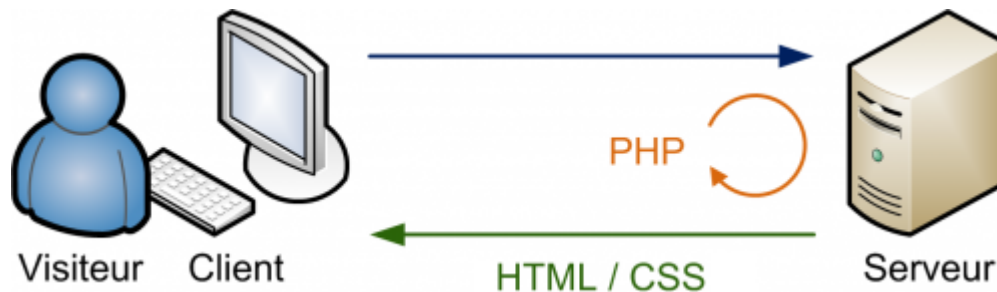 PHP
Visiteur
Client
HTML / CSS
Serveur